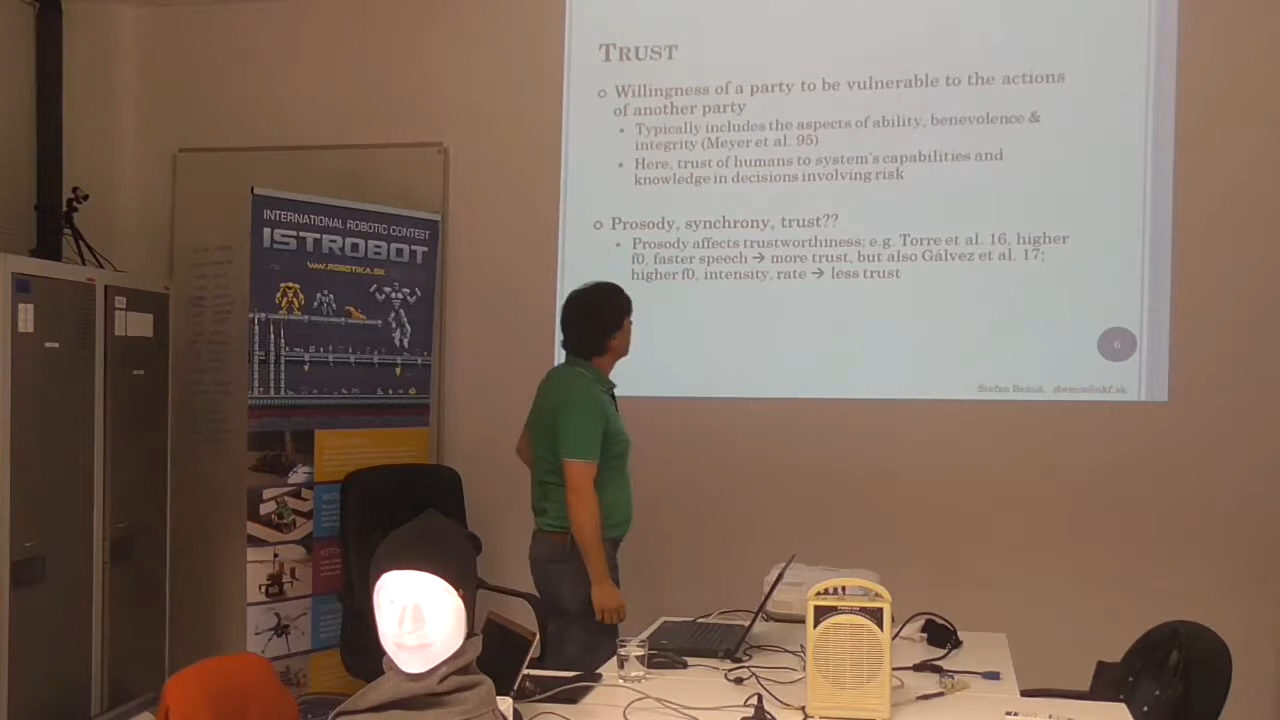 TRUST
Willingness of a party to be vulnerable to the actions
of another party
Typically includes the aspects of ability, benevolence &
integrity (Meyer et al. 95)
Here, trust of humans to system's capabilities and
knowledge in decisions involving risk
Prosody, synchrony, trust??
Prosody affects trustworthiness; e.g. Torre et al. 16, higher
f0, faster speech → more trust, but also Gálvez et al. 17;
higher f0, intensity, rate → less trust
6
INTERNATIONAL ROBOTIC CONTEST
ISTROBOT
WWW.ROBOTIKA.SK